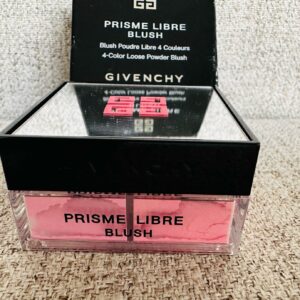 PRISME LIBRE
BLUSH
Blush Poudre Libre 4 Couleurs
4-Color Loose Powder Blush
GIVENCHY
PRISME LIBRE
BLUSH